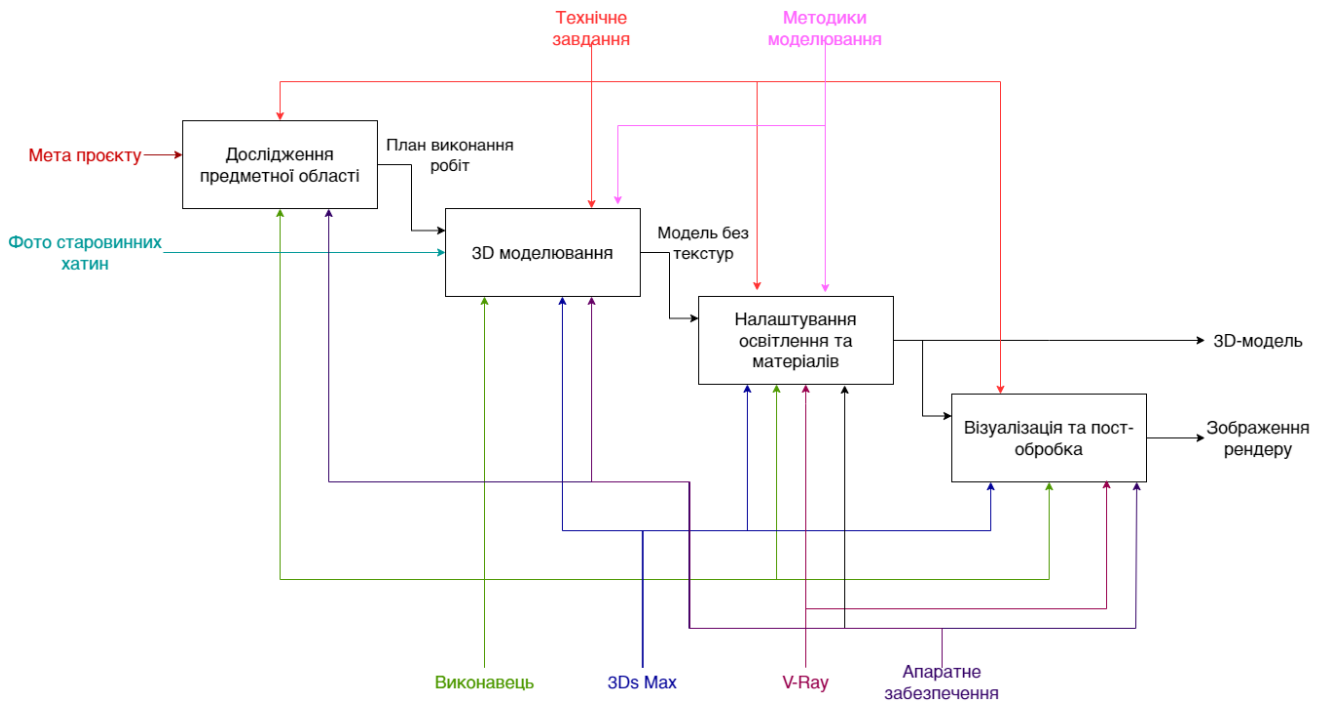 Технічне
завдання
Методики
моделювання
Мета проєкту
Дослідження
предметної області
План виконання
робіт
Фото старовинних
хатин
3D моделювання
Модель без
текстур
Налаштування
освітлення та
матеріалів
3D-модель
Візуалізація та пост-
обробка
Зображення
рендеру
Виконавець
3Ds Max
V-Ray
Апаратне
забезпечення